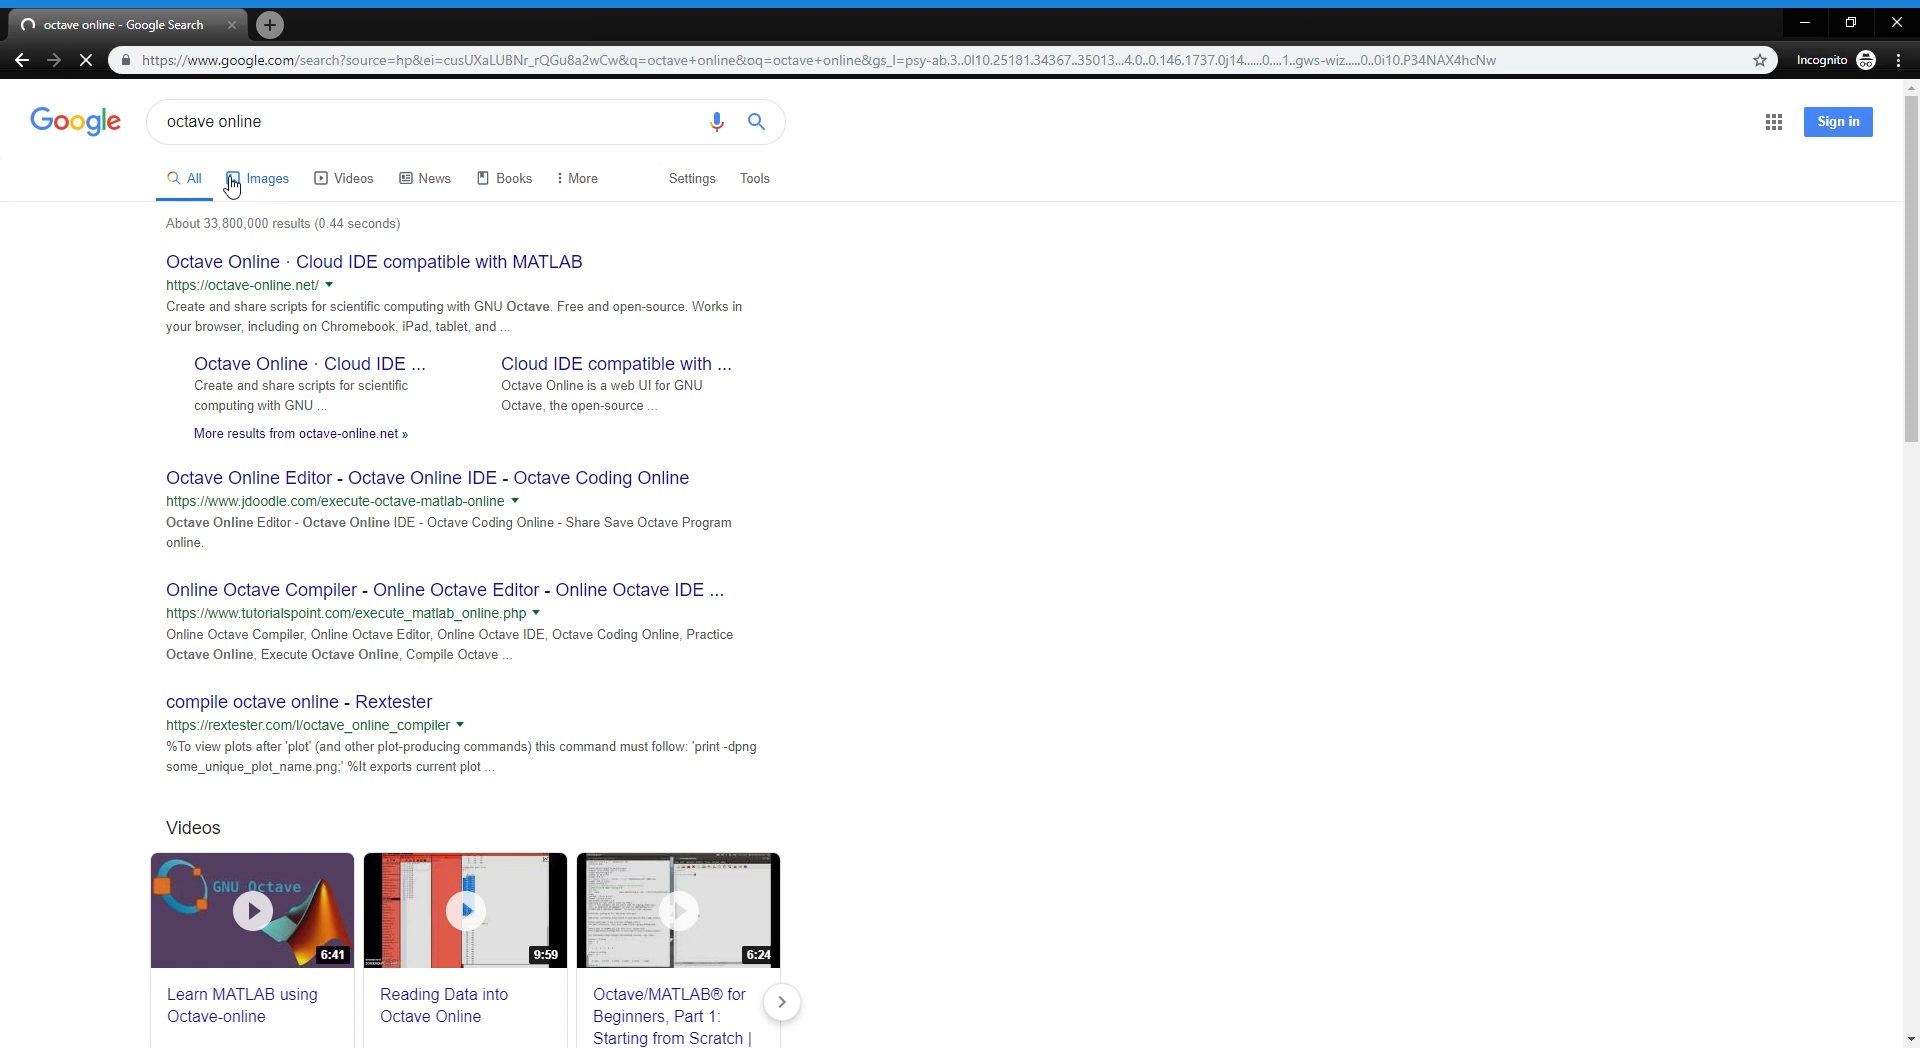 octave online - Google Search
https://www.google.com/search?source=hp&ei=cusUXaLUBNr_rQGu8a2wCw&q=octave+online&oq=octave+online&gs_l=psy-ab.3..0l10.25181.34367..35013...4.0..0.146.1737.0j14......0....1..gws-wiz.....0..0i10.P34NAX4hcNw
Incognito
Google
octave online
Sign in
All Images Videos News Books More Settings Tools
About 33,800,000 results (0.44 seconds)
Octave Online · Cloud IDE compatible with MATLAB
https://octave-online.net/
Create and share scripts for scientific computing with GNU Octave. Free and open-source. Works in
your browser, including on Chromebook, iPad, tablet, and ...
Octave Online · Cloud IDE ...
Create and share scripts for scientific
computing with GNU ...
Cloud IDE compatible with ...
Octave Online is a web UI for GNU
Octave, the open-source ...
More results from octave-online.net »
Octave Online Editor - Octave Online IDE - Octave Coding Online
https://www.jdoodle.com/execute-octave-matlab-online
Octave Online Editor - Octave Online IDE - Octave Coding Online - Share Save Octave Program
online.
Online Octave Compiler - Online Octave Editor - Online Octave IDE ...
https://www.tutorialspoint.com/execute_matlab_online.php
Online Octave Compiler, Online Octave Editor, Online Octave IDE, Octave Coding Online, Practice
Octave Online, Execute Octave Online, Compile Octave ...
compile octave online - Rextester
https://rextester.com/l/octave_online_compiler
%To view plots after 'plot' (and other plot-producing commands) this command must follow: 'print -dpng
some_unique_plot_name.png;' %It exports current plot ...
Videos
GNU Octave
6:41
9:59
6:24
Learn MATLAB using
Octave-online
Reading Data into
Octave Online
Octave/MATLAB® for
Beginners, Part 1:
Starting from Scratch |